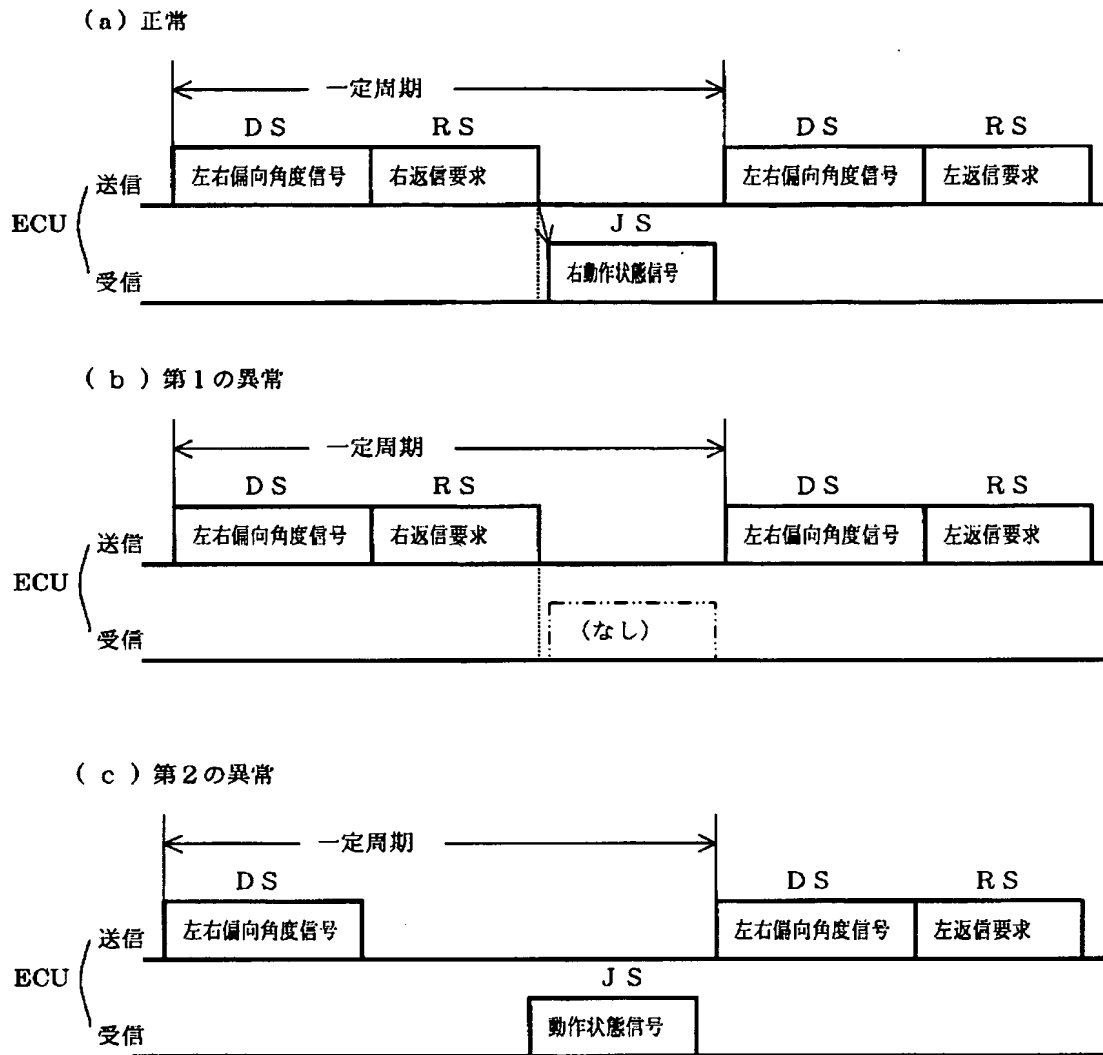 (a) 正常
一定周期
DS RS DS RS
送信 左右偏向角度信号 右返信要求 左右偏向角度信号 左返信要求
ECU
JS
受信 右動作状態信号
(b) 第1の異常
一定周期
DS RS DS RS
送信 左右偏向角度信号 右返信要求 左右偏向角度信号 左返信要求
ECU
受信 (なし)
(c) 第2の異常
一定周期
DS DS RS
送信 左右偏向角度信号 左右偏向角度信号 左返信要求
ECU
JS
受信 動作状態信号